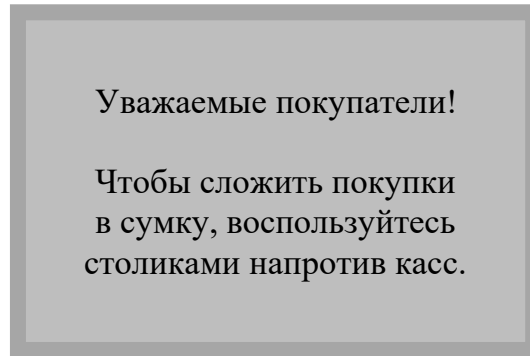 Уважаемые покупатели!
Чтобы сложить покупки
в сумку, воспользуйтесь
столиками напротив касс.